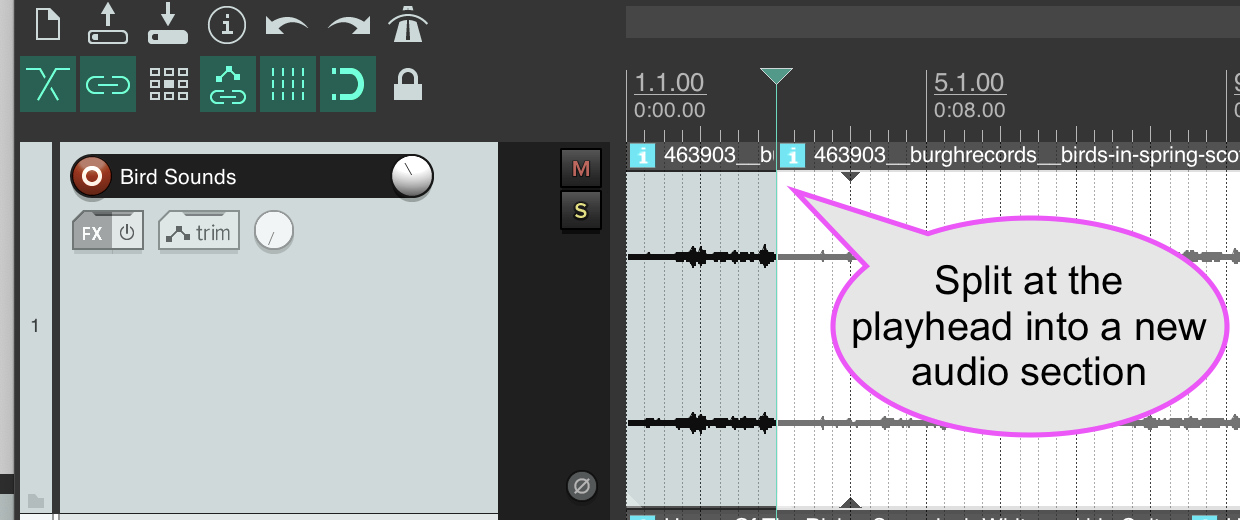 1.1.00
5.1.00
0:00.00
0:08.00
463903__b
463903__burghrecords__birds-in-spring-sco
Bird Sounds
M
S
FX
trim
1
Split at the
playhead into a new
audio section